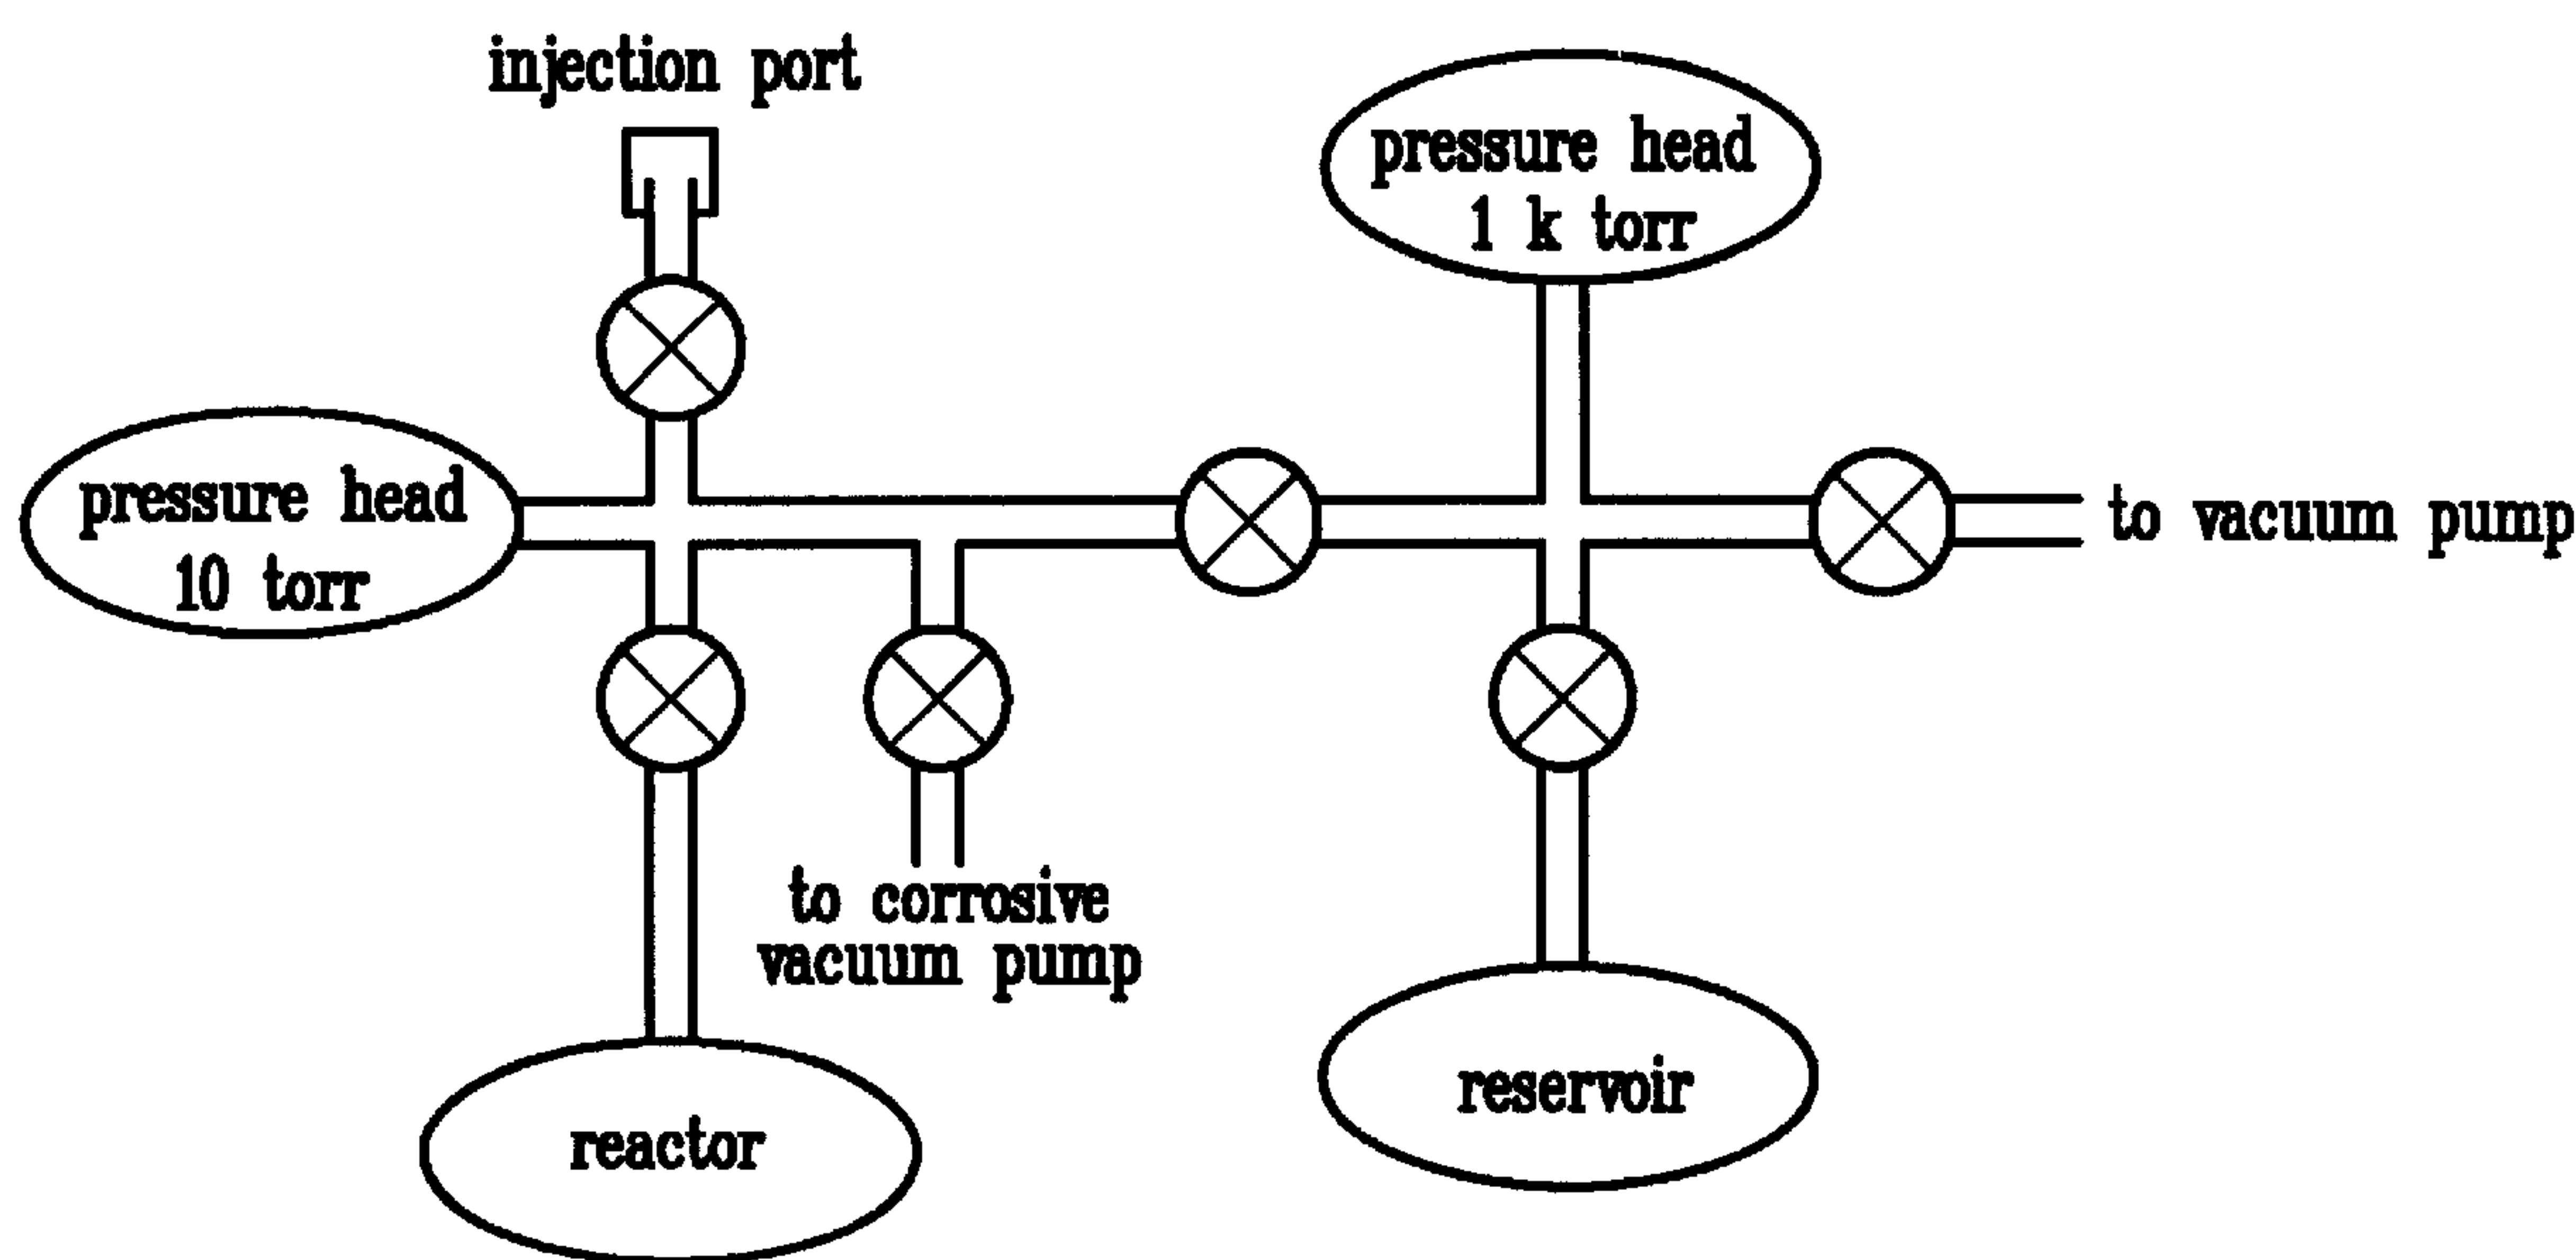 injection port
pressure head
1 k torr
pressure head
10 torr
to vacuum pump
to corrosive
vacuum pump
reactor
reservoir